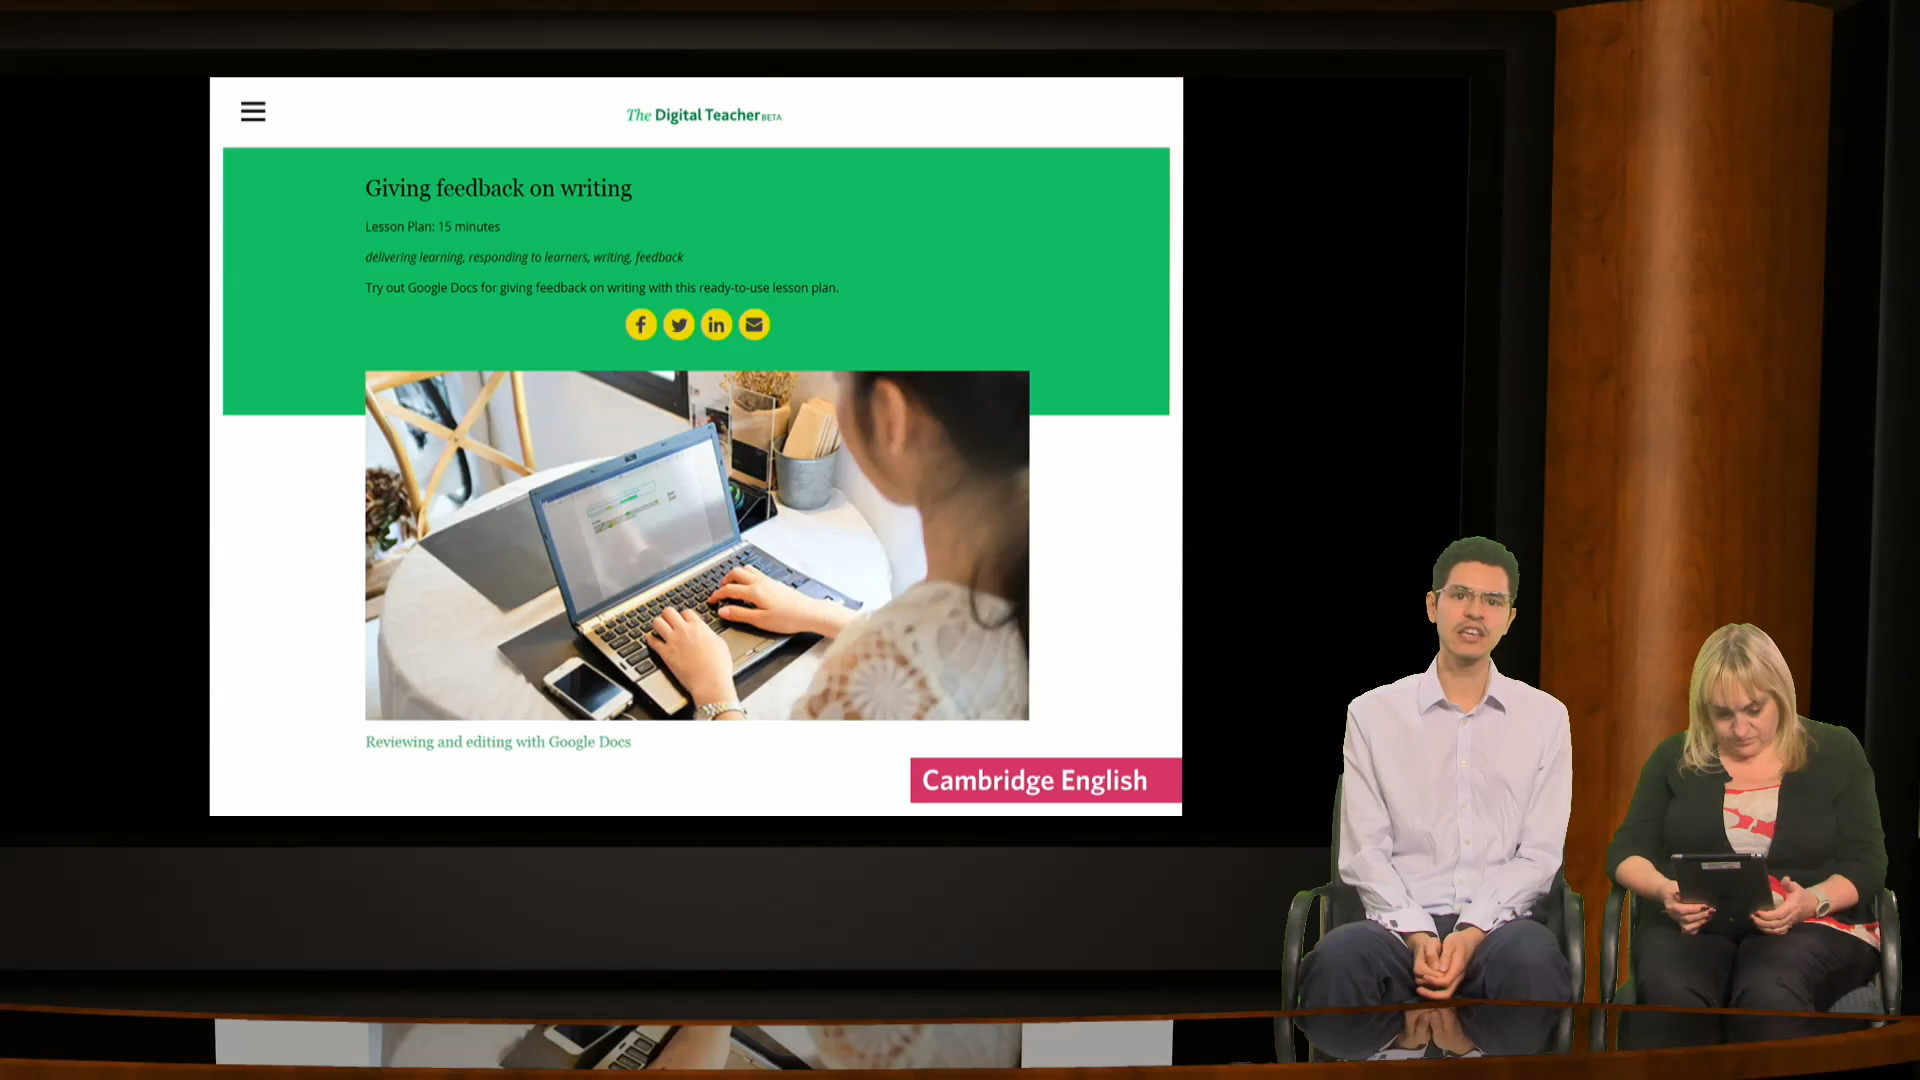 The Digital Teacher BETA
Giving feedback on writing
Lesson Plan: 15 minutes
delivering learning, responding to learners, writing, feedback
Try out Google Docs for giving feedback on writing with this ready-to-use lesson plan.
Reviewing and editing with Google Docs
Cambridge English